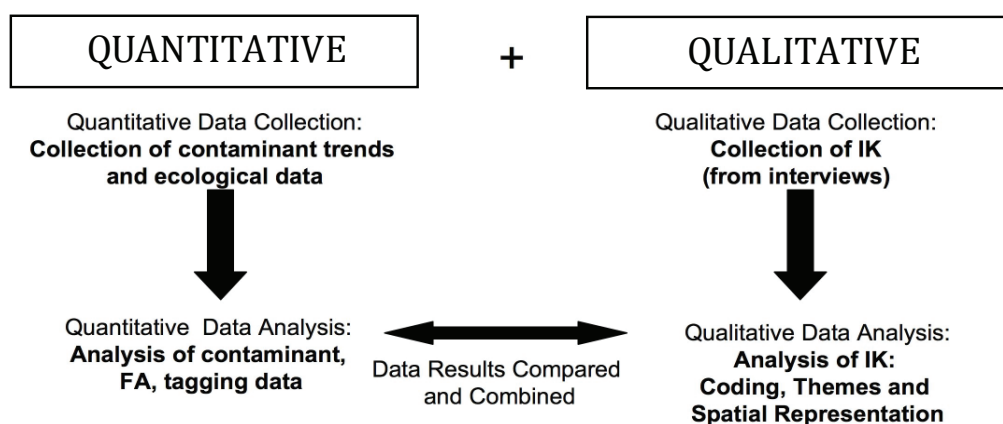 QUANTITATIVE
+
QUALITATIVE
Quantitative Data Collection:
Collection of contaminant trends
and ecological data
Qualitative Data Collection:
Collection of IK
(from interviews)
Quantitative Data Analysis:
Analysis of contaminant,
FA, tagging data
Data Results Compared
and Combined
Qualitative Data Analysis:
Analysis of IK:
Coding, Themes and
Spatial Representation